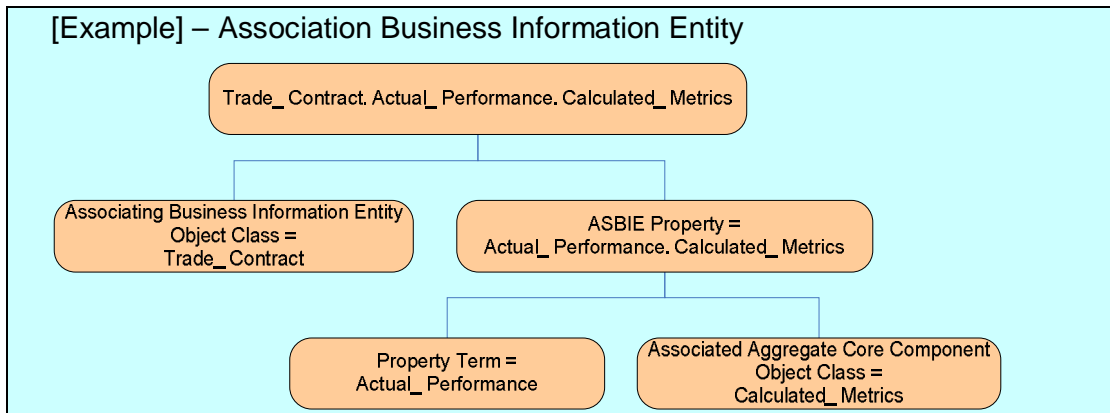 [Example] – Association Business Information Entity
Trade_ Contract. Actual_ Performance. Calculated_ Metrics
Associating Business Information Entity
Object Class =
Trade_ Contract
ASBIE Property =
Actual_ Performance. Calculated_ Metrics
Property Term =
Actual_ Performance
Associated Aggregate Core Component
Object Class =
Calculated_ Metrics